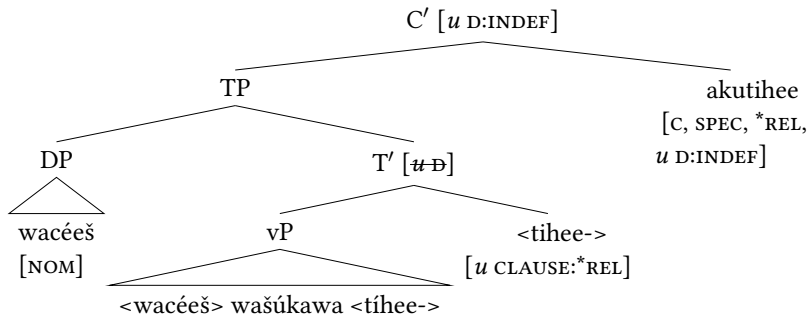 C′ [u D:INDEF]
TP
akutihee
[C, SPEC, *REL,
u D:INDEF]
DP
T′ [u D]
wacéeš
[NOM]
vP
<tihee->
[u CLAUSE:*REL]
<wacéeš> wašúkawa <tíhee->